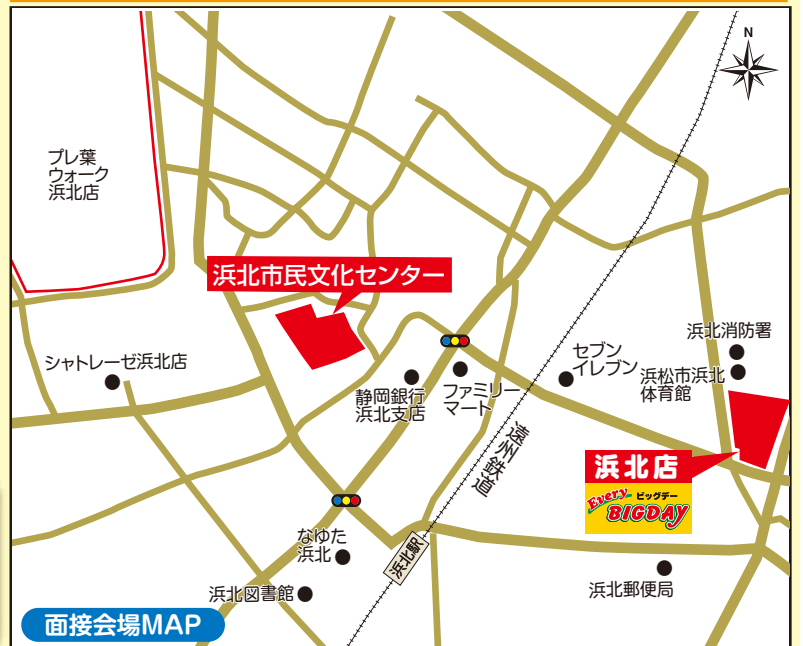 N
プレ葉
ウォーク
浜北店
浜北市民文化センター
浜北消防署
シャトレーゼ浜北店
セブン
イレブン
浜松市浜北
体育館
静岡銀行
浜北支店
ファミリー
マート
遠州鉄道
浜北店
Every ビッグデー
BIGDAY
なゆた
浜北
浜北駅
浜北図書館
浜北郵便局
面接会場MAP